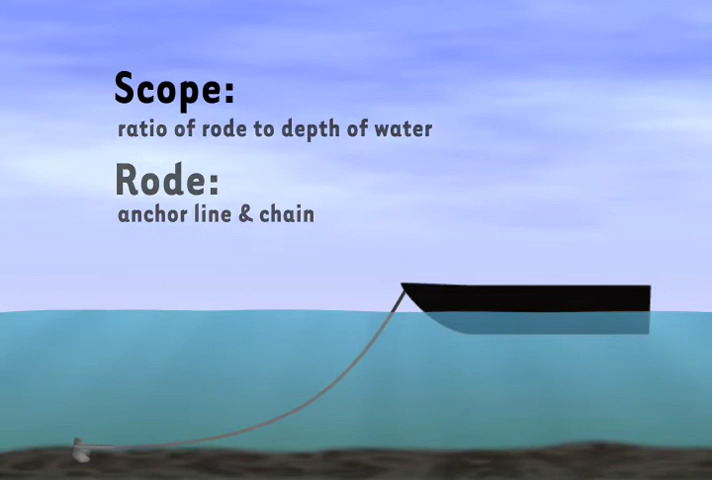 Scope:
ratio of rode to depth of water
Rode:
anchor line & chain